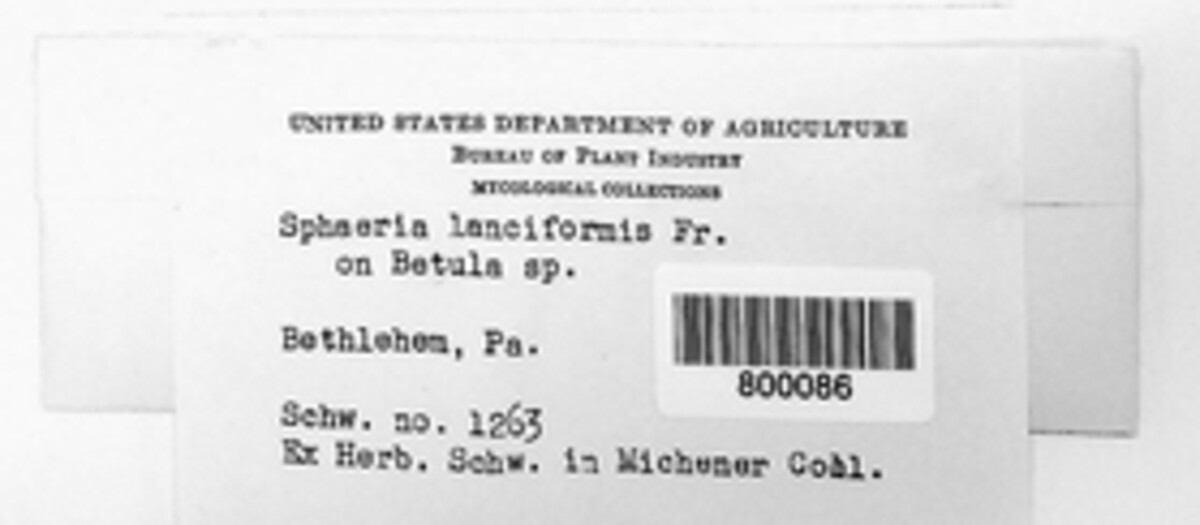 UNITED STATES DEPARTMENT OF AGRICULTURE
BUREAU OF PLANT INDUSTRY
MYCOLOGICAL COLLECTIONS
Sphaeria lanciformis Fr.
on Betula sp.
Bethlehem, Pa.
800086
Schw. no. 1263
Ex Herb. Schw. in Michener Coll.